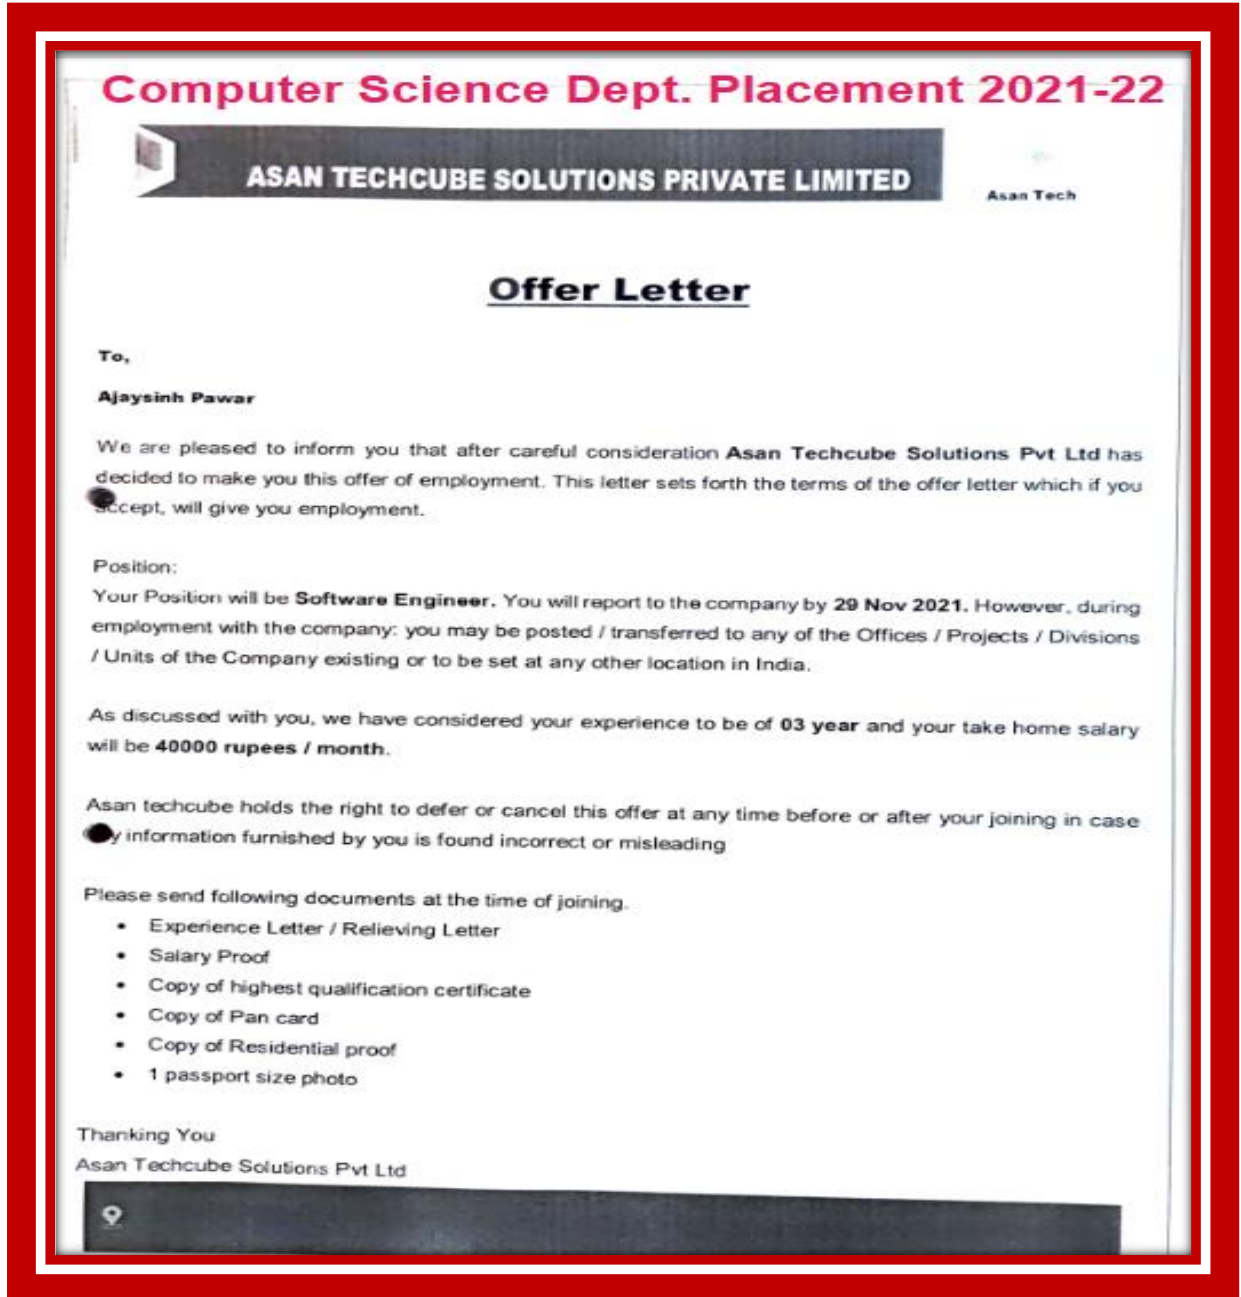 Computer Science Dept. Placement 2021-22
ASAN TECHCUBE SOLUTIONS PRIVATE LIMITED
Asan Tech
Offer Letter
To,
Ajaysinh Pawar
We are pleased to inform you that after careful consideration Asan Techcube Solutions Pvt Ltd has
decided to make you this offer of employment. This letter sets forth the terms of the offer letter which if you
accept, will give you employment.
Position:
Your Position will be Software Engineer. You will report to the company by 29 Nov 2021. However, during
employment with the company: you may be posted / transferred to any of the Offices / Projects / Divisions
/ Units of the Company existing or to be set at any other location in India.
As discussed with you, we have considered your experience to be of 03 year and your take home salary
will be 40000 rupees / month.
Asan techcube holds the right to defer or cancel this offer at any time before or after your joining in case
y information furnished by you is found incorrect or misleading
Please send following documents at the time of joining.
• Experience Letter / Relieving Letter
• Salary Proof
• Copy of highest qualification certificate
• Copy of Pan card
• Copy of Residential proof
• 1 passport size photo
Thanking You
Asan Techcube Solutions Pvt Ltd